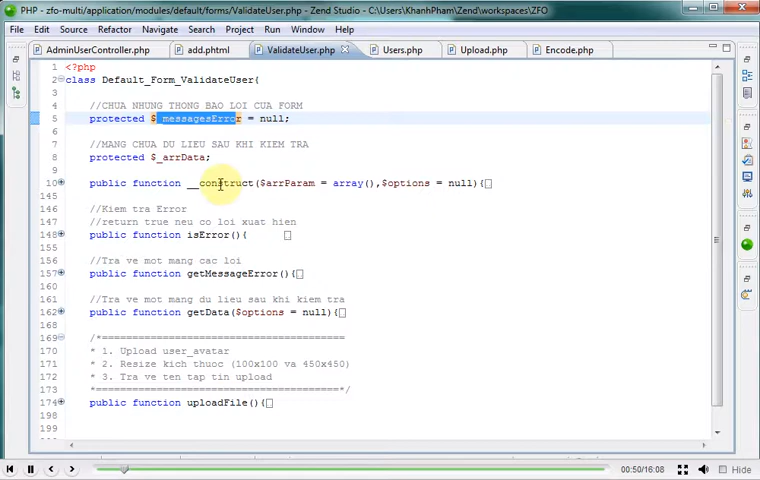 PHP - zfo-multi/application/modules/default/forms/ValidateUser.php - Zend Studio - C:\Users\KhanhPham\Zend\workspaces\ZFO
File Edit Source Refactor Navigate Search Project Run Window Help
AdminUserController.php add.phtml ValidateUser.php Users.php Upload.php Encode.php
1 <?php
2 class Default_Form_ValidateUser{
3
4 //CHUA NHUNG THONG BAO LOI CUA FORM
5 protected $_messagesError = null;
6
7 //MANG CHUA DU LIEU SAU KHI KIEM TRA
8 protected $_arrData;
9
10 public function __construct($arrParam = array(),$options = null){
145
146 //Kiem tra Error
147 //return true neu co loi xuat hien
148 public function isError(){
155
156 //Tra ve mot mang cac loi
157 public function getMessageError(){
160
161 //Tra ve mot mang du lieu sau khi kiem tra
162 public function getData($options = null){
168
169 /*=======================================
170 * 1. Upload user_avatar
171 * 2. Resize kich thuoc (100x100 va 450x450)
172 * 3. Tra ve ten tap tin upload
173 *=======================================*/
174 public function uploadFile(){
198
199
00:50/16:08 Hide